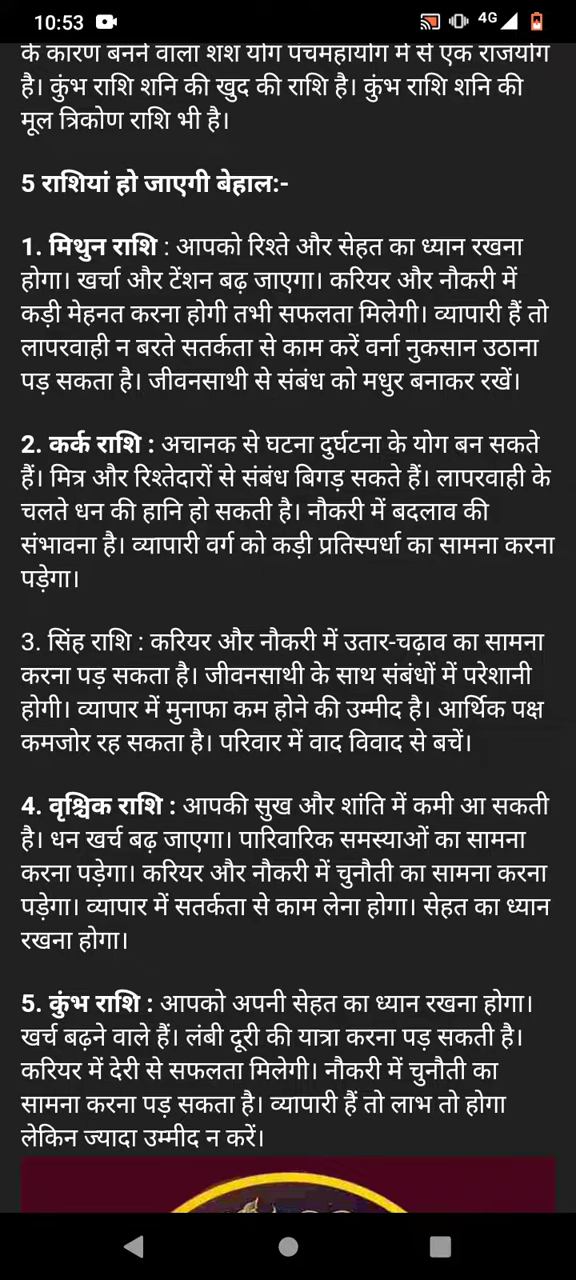 10:53
4G
के कारण बनने वाला शश योग पंचमहायोग में से एक राजयोग
है। कुंभ राशि शनि की खुद की राशि है। कुंभ राशि शनि की
मूल त्रिकोण राशि भी है।
5 राशियां हो जाएगी बेहाल:-
1. मिथुन राशि : आपको रिश्ते और सेहत का ध्यान रखना
होगा। खर्चा और टेंशन बढ़ जाएगा। करियर और नौकरी में
कड़ी मेहनत करना होगी तभी सफलता मिलेगी। व्यापारी हैं तो
लापरवाही न बरते सतर्कता से काम करें वर्ना नुकसान उठाना
पड़ सकता है। जीवनसाथी से संबंध को मधुर बनाकर रखें।
2. कर्क राशि : अचानक से घटना दुर्घटना के योग बन सकते
हैं। मित्र और रिश्तेदारों से संबंध बिगड़ सकते हैं। लापरवाही के
चलते धन की हानि हो सकती है। नौकरी में बदलाव की
संभावना है। व्यापारी वर्ग को कड़ी प्रतिस्पर्धा का सामना करना
पड़ेगा।
3. सिंह राशि : करियर और नौकरी में उतार-चढ़ाव का सामना
करना पड़ सकता है। जीवनसाथी के साथ संबंधों में परेशानी
होगी। व्यापार में मुनाफा कम होने की उम्मीद है। आर्थिक पक्ष
कमजोर रह सकता है। परिवार में वाद विवाद से बचें।
4. वृश्चिक राशि : आपकी सुख और शांति में कमी आ सकती
है। धन खर्च बढ़ जाएगा। पारिवारिक समस्याओं का सामना
करना पड़ेगा। करियर और नौकरी में चुनौती का सामना करना
पड़ेगा। व्यापार में सतर्कता से काम लेना होगा। सेहत का ध्यान
रखना होगा।
5. कुंभ राशि : आपको अपनी सेहत का ध्यान रखना होगा।
खर्च बढ़ने वाले हैं। लंबी दूरी की यात्रा करना पड़ सकती है।
करियर में देरी से सफलता मिलेगी। नौकरी में चुनौती का
सामना करना पड़ सकता है। व्यापारी हैं तो लाभ तो होगा
लेकिन ज्यादा उम्मीद न करें।